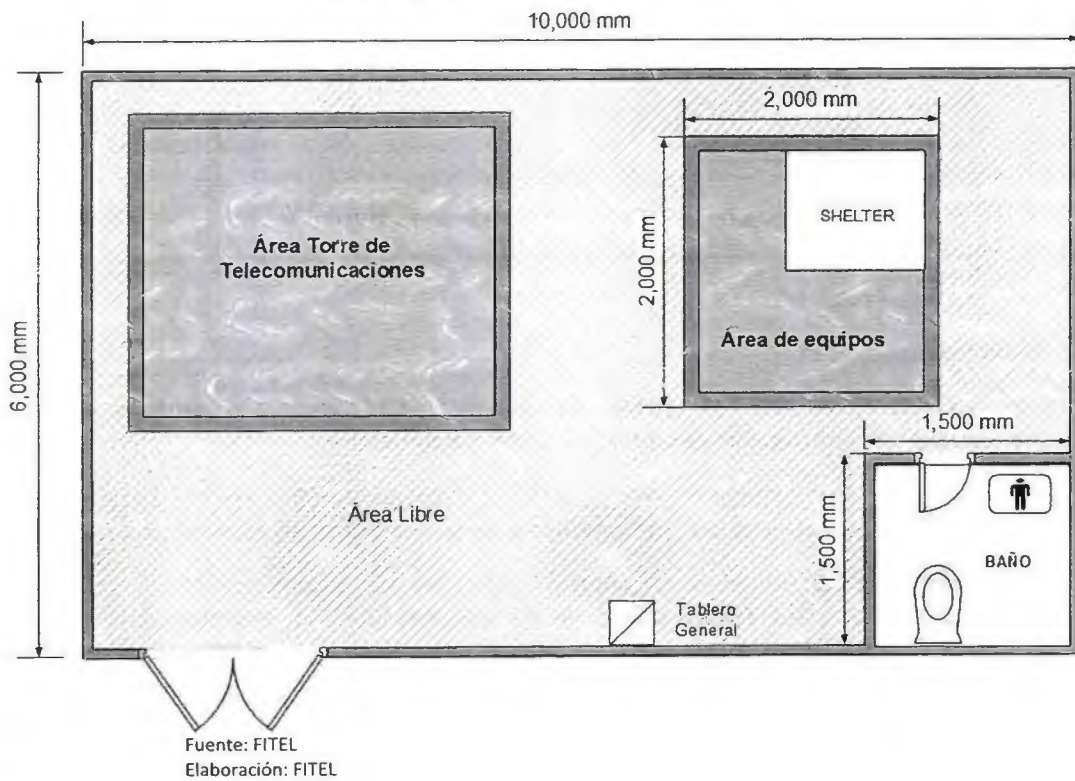 10,000 mm
2,000 mm
6,000 mm
2,000 mm
SHELTER
Área Torre de
Telecomunicaciones
Área de equipos
1,500 mm
1,500 mm
Área Libre
BAÑO
Tablero
General
Fuente: FITEL
Elaboración: FITEL